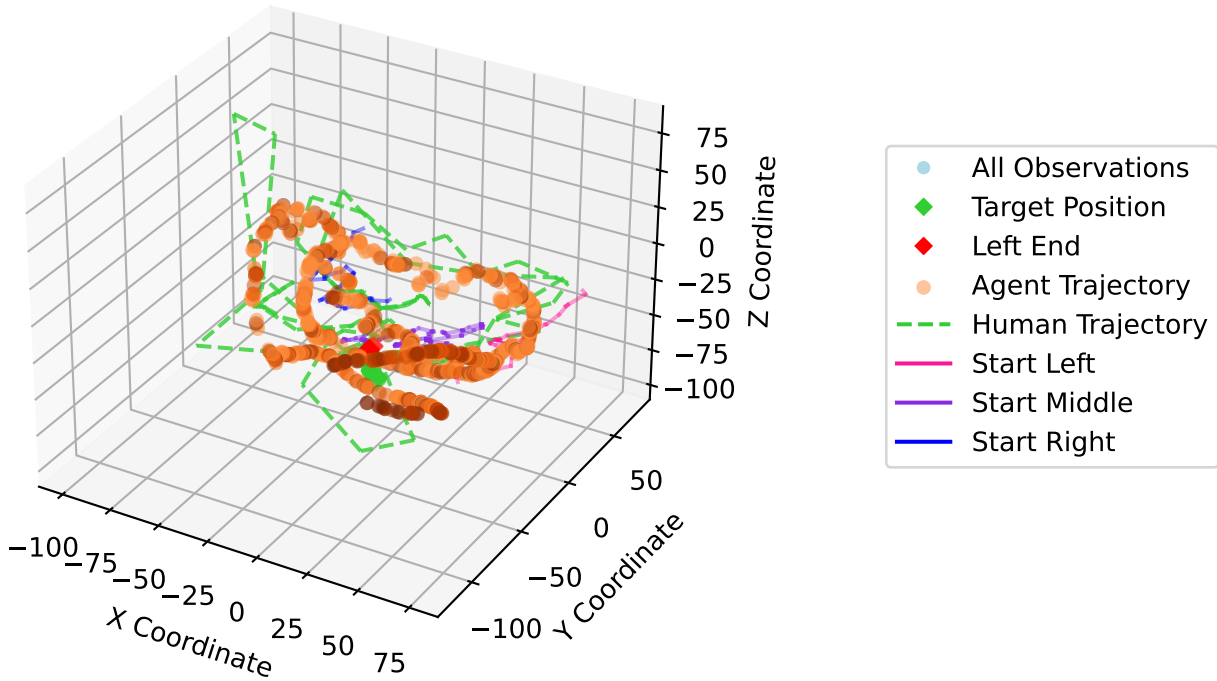 75
50
25
0
−25
−50
−75
−100
Z Coordinate
−100
−75
−50
−25
0
25
50
75
X Coordinate
50
0
−50
−100
Y Coordinate
All Observations
Target Position
Left End
Agent Trajectory
Human Trajectory
Start Left
Start Middle
Start Right